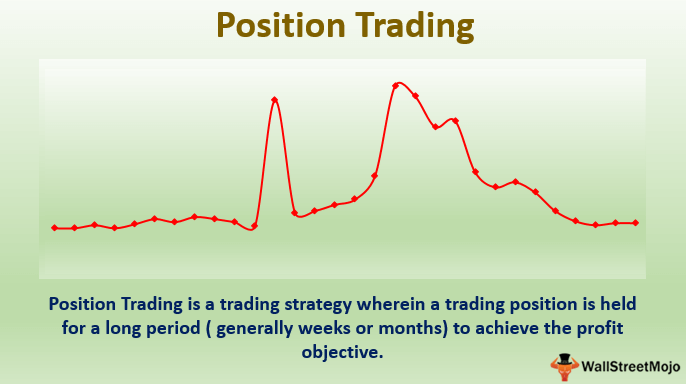 Position Trading
Position Trading is a trading strategy wherein a trading position is held
for a long period ( generally weeks or months) to achieve the profit
objective.
WallStreetMojo